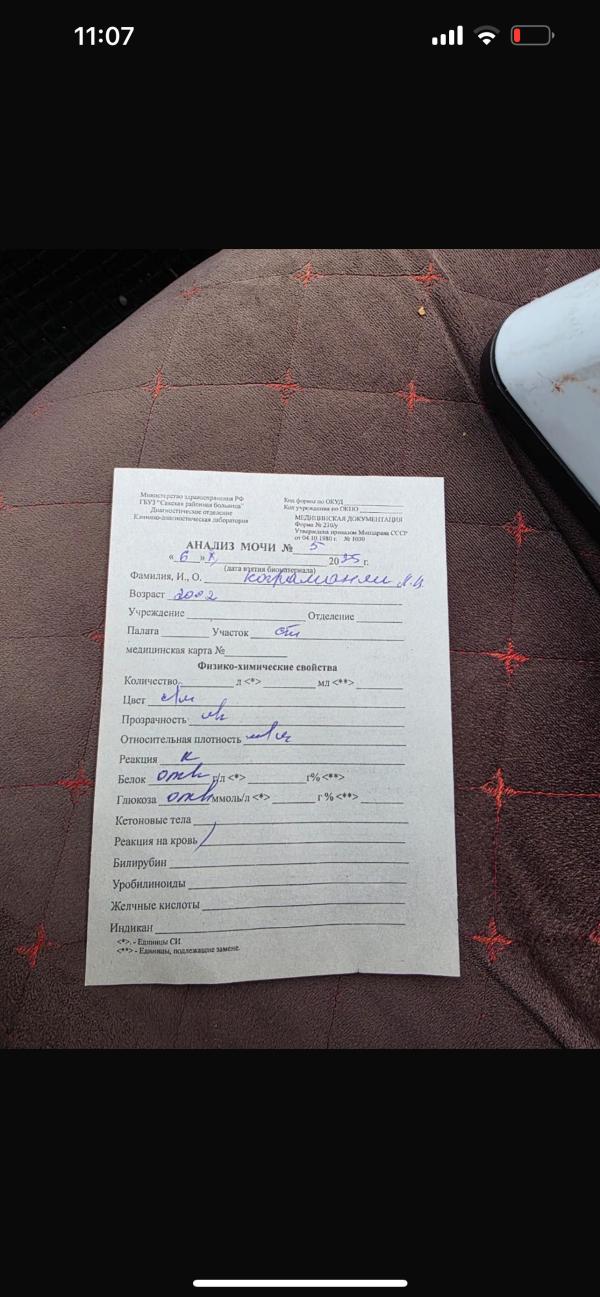 11:07
Министерство здравоохранения РФ
ГБУЗ "Сакская районная больница"
Диагностическое отделение
Клинико-диагностическая лаборатория
Код формы по ОКУД
Код учреждения по ОКПО
МЕДИЦИНСКАЯ ДОКУМЕНТАЦИЯ
Форма № 210/у
Утверждена приказом Минздрава СССР
от 04.10.1980 г. № 1030
АНАЛИЗ МОЧИ № 5
« 6 » X 2025 г.
(дата взятия биоматериала)
Фамилия, И., О.
Возраст 2002
Учреждение Отделение
Палата Участок
медицинская карта №
Физико-химические свойства
Количество л <*> мл <**>
Цвет с/ж
Прозрачность
Относительная плотность м/м
Реакция к
Белок отр г/л <*> г% <**>
Глюкоза отр ммоль/л <*> г % <**>
Кетоновые тела
Реакция на кровь
Билирубин
Уробилиноиды
Желчные кислоты
Индикан
<*>. - Единицы СИ
<**> - Единицы, подлежащие замене.